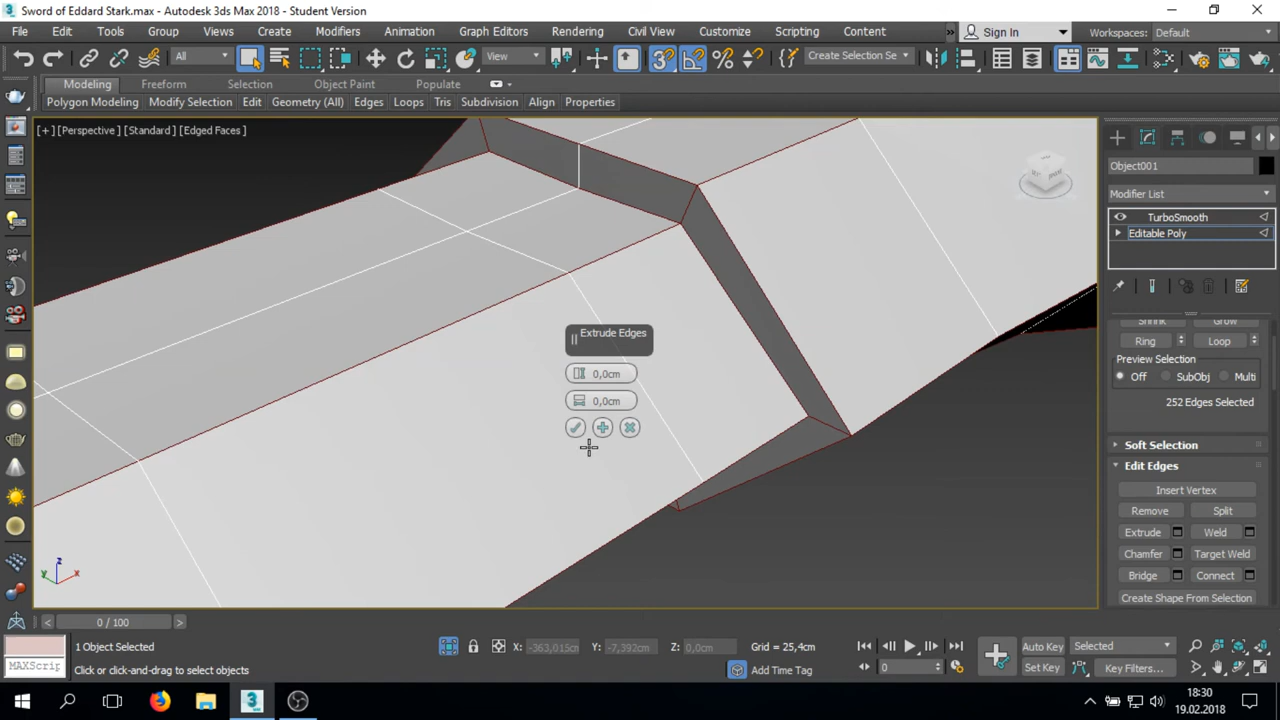 Sword of Eddard Stark.max - Autodesk 3ds Max 2018 - Student Version
File Edit Tools Group Views Create Modifiers Animation Graph Editors Rendering Civil View Customize Scripting Content » Sign In Workspaces: Default
All View Create Selection Se
Modeling Freeform Selection Object Paint Populate
Polygon Modeling Modify Selection Edit Geometry (All) Edges Loops Tris Subdivision Align Properties
[+] [Perspective] [Standard] [Edged Faces]
Object001
Modifier List
TurboSmooth
Editable Poly
Shrink Grow
Ring Loop
Preview Selection
Off SubObj Multi
252 Edges Selected
Soft Selection
Edit Edges
Insert Vertex
Remove Split
Extrude Weld
Chamfer Target Weld
Bridge Connect
Create Shape From Selection
Extrude Edges
0,0cm
0,0cm
z
y x
0 / 100
1 Object Selected X: -363,015cm Y: -7,392cm Z: 0,0cm Grid = 25,4cm Auto Key Selected
MAXScrip Click or click-and-drag to select objects Add Time Tag 0 Set Key Key Filters...
18:30
19.02.2018